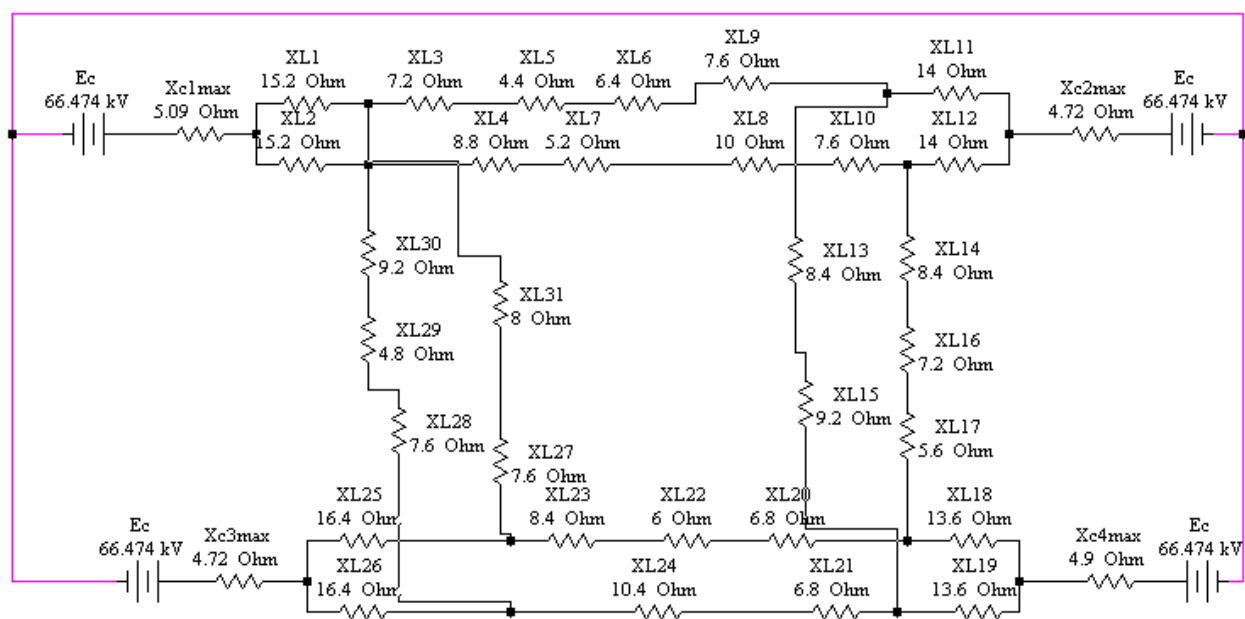 XL9
XL1 XL3 XL5 XL6 7.6 Ohm XL11
Ec Xc1max 15.2 Ohm 7.2 Ohm 4.4 Ohm 6.4 Ohm 14 Ohm Xc2max Ec
66.474 kV 5.09 Ohm XL2 XL4 XL7 XL8 XL10 XL12 4.72 Ohm 66.474 kV
15.2 Ohm 8.8 Ohm 5.2 Ohm 10 Ohm 7.6 Ohm 14 Ohm
XL30 XL13 XL14
9.2 Ohm 8.4 Ohm 8.4 Ohm
XL31
8 Ohm
XL29 XL16
4.8 Ohm 7.2 Ohm
XL15
9.2 Ohm
XL28 XL17
7.6 Ohm 5.6 Ohm
XL27
7.6 Ohm
XL25 XL23 XL22 XL20 XL18
16.4 Ohm 8.4 Ohm 6 Ohm 6.8 Ohm 13.6 Ohm
Ec Xc3max Xc4max Ec
66.474 kV 4.72 Ohm XL26 XL24 XL21 XL19 4.9 Ohm 66.474 kV
16.4 Ohm 10.4 Ohm 6.8 Ohm 13.6 Ohm